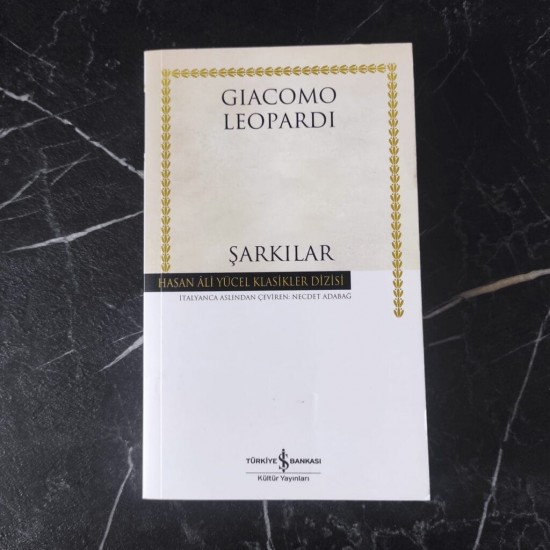 GIACOMO
LEOPARDI
ŞARKILAR
HASAN ÂLİ YÜCEL KLASİKLER DİZİSİ
İTALYANCA ASLINDAN ÇEVİREN: NECDET ADABAĞ
TÜRKİYE İŞ BANKASI
Kültür Yayınları